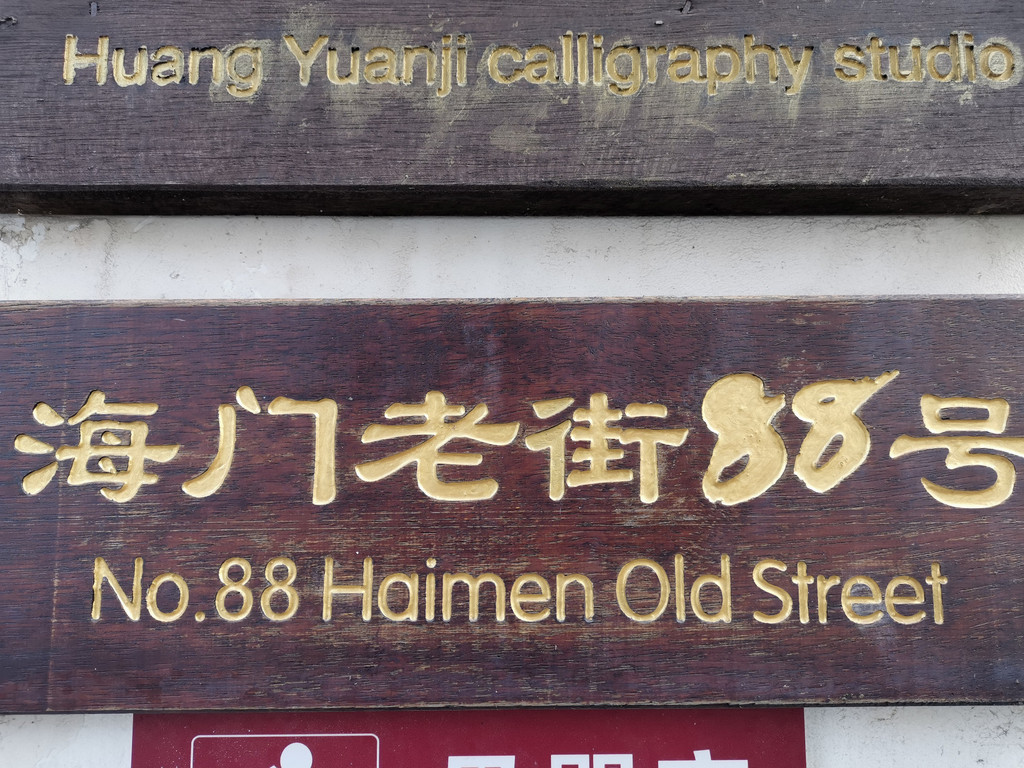 Huang Yuanji calligraphy studio
海门老街88号
No.88 Haimen Old Street